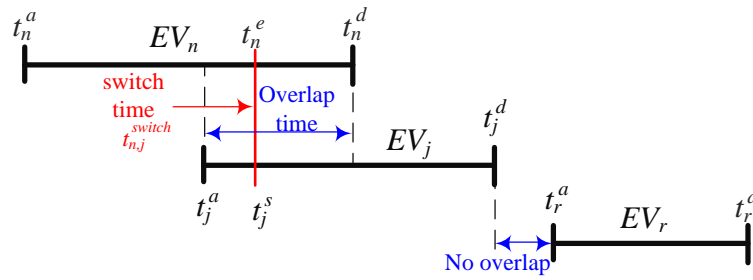 t_n^a EV_n t_n^e t_n^d
switch
time
t_{n,j}^{switch}
Overlap
time
t_j^d
EV_j
t_j^a t_j^s
t_r^a EV_r t_r^d
No overlap